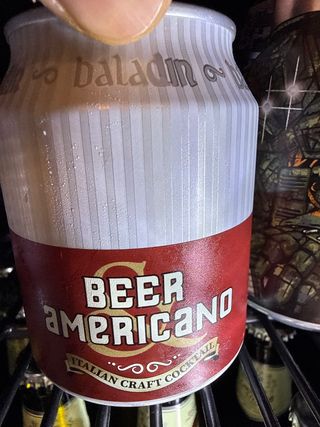 baladin
BEER
&
americano
ITALIAN CRAFT COCKTAIL